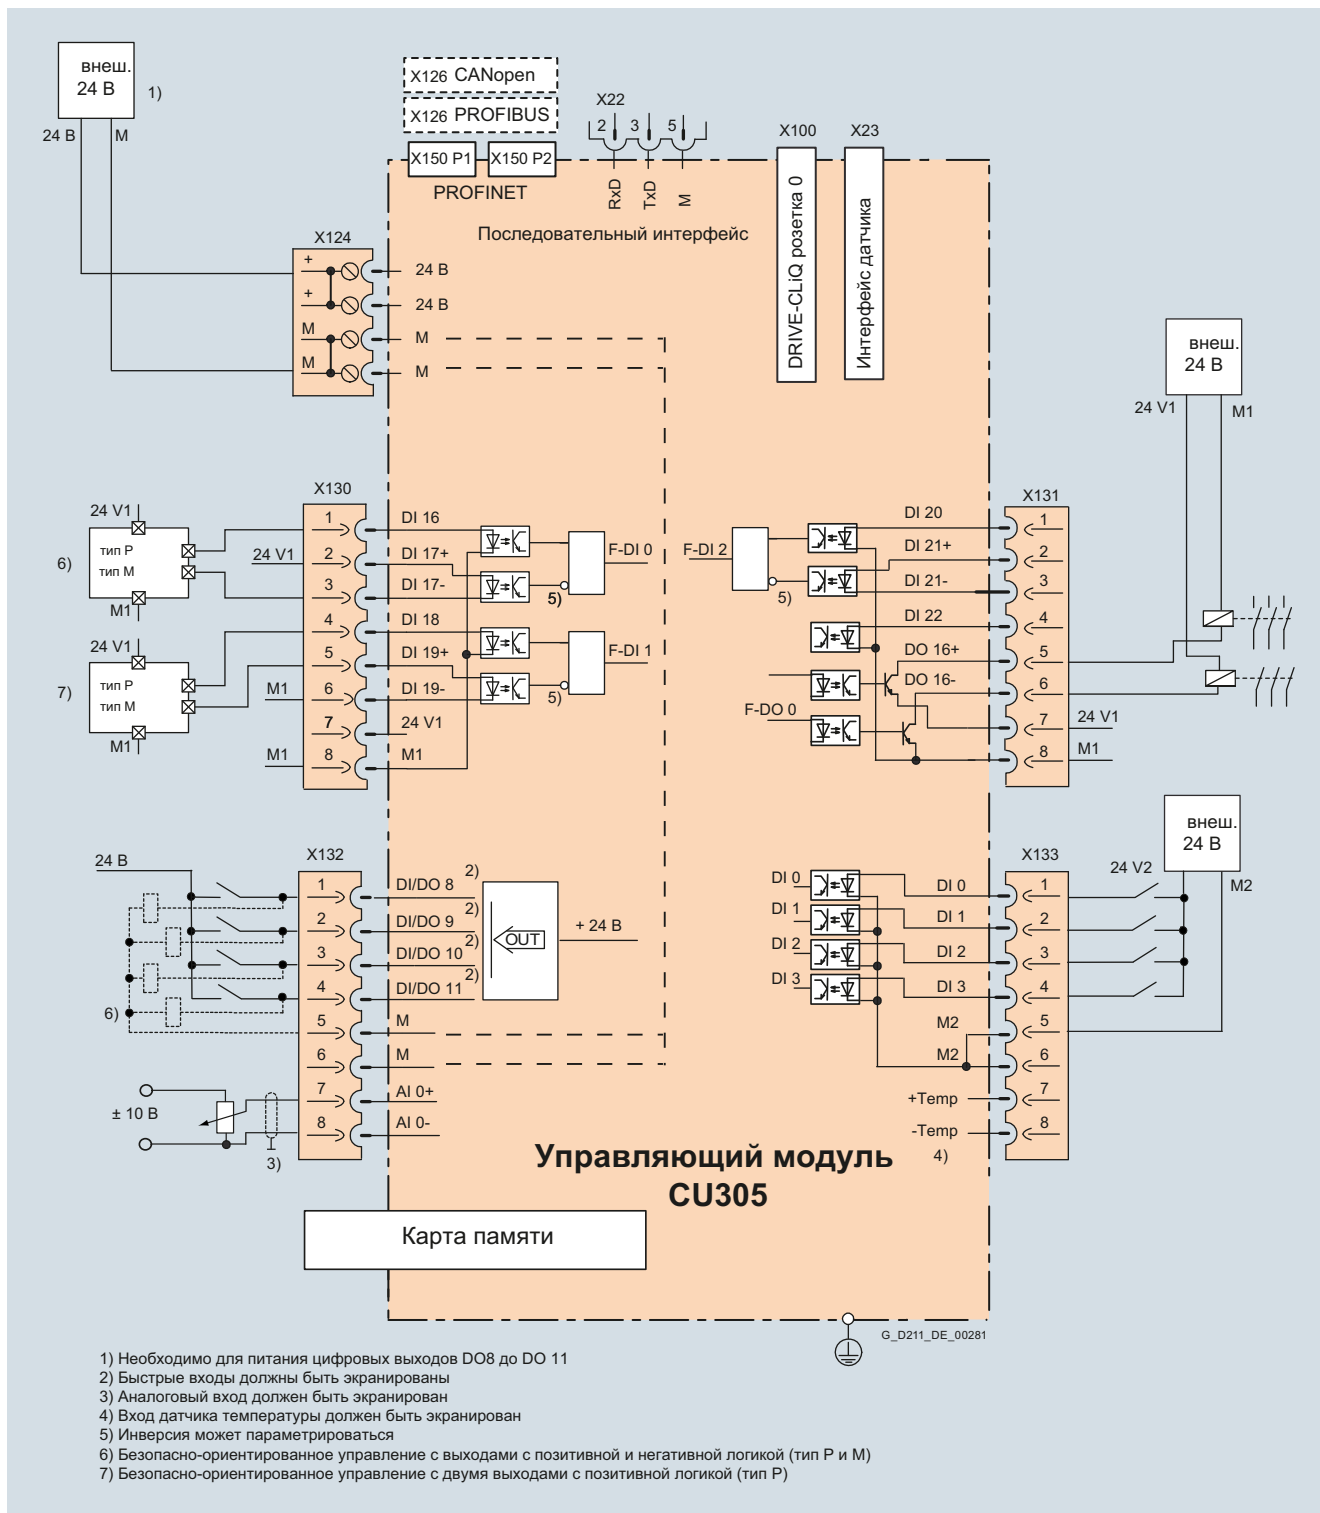 внеш.
24 В
1)
24 В
M
X126 CANopen
X126 PROFIBUS
X150 P1
X150 P2
PROFINET
X22
2
3
5
RxD
TxD
M
Последовательный интерфейс
X100
DRIVE-CLiQ розетка 0
X23
Интерфейс датчика
X124
+
24 В
+
24 В
M
M
M
M
внеш.
24 В
24 V1
M1
X130
24 V1
тип P
тип M
6)
M1
24 V1
1
DI 16
2
DI 17+
3
DI 17-
5)
F-DI 0
24 V1
тип P
тип M
7)
M1
4
DI 18
5
DI 19+
M1
6
DI 19-
5)
F-DI 1
7
24 V1
M1
8
M1
X131
F-DI 2
5)
DI 20
1
DI 21+
2
DI 21-
3
DI 22
4
DO 16+
5
DO 16-
6
F-DO 0
7
24 V1
8
M1
X132
24 В
1
DI/DO 8
2)
2
DI/DO 9
2)
3
DI/DO 10
2)
4
DI/DO 11
2)
OUT
+ 24 В
6)
5
M
6
M
7
AI 0+
8
AI 0-
± 10 В
3)
внеш.
24 В
24 V2
M2
X133
DI 0
DI 0
1
DI 1
DI 1
2
DI 2
DI 2
3
DI 3
DI 3
4
M2
5
M2
6
+Temp
7
-Temp
8
4)
Управляющий модуль
CU305
Карта памяти
G_D211_DE_00281
1) Необходимо для питания цифровых выходов DO8 до DO 11
2) Быстрые входы должны быть экранированы
3) Аналоговый вход должен быть экранирован
4) Вход датчика температуры должен быть экранирован
5) Инверсия может параметрироваться
6) Безопасно-ориентированное управление с выходами с позитивной и негативной логикой (тип P и M)
7) Безопасно-ориентированное управление с двумя выходами с позитивной логикой (тип P)